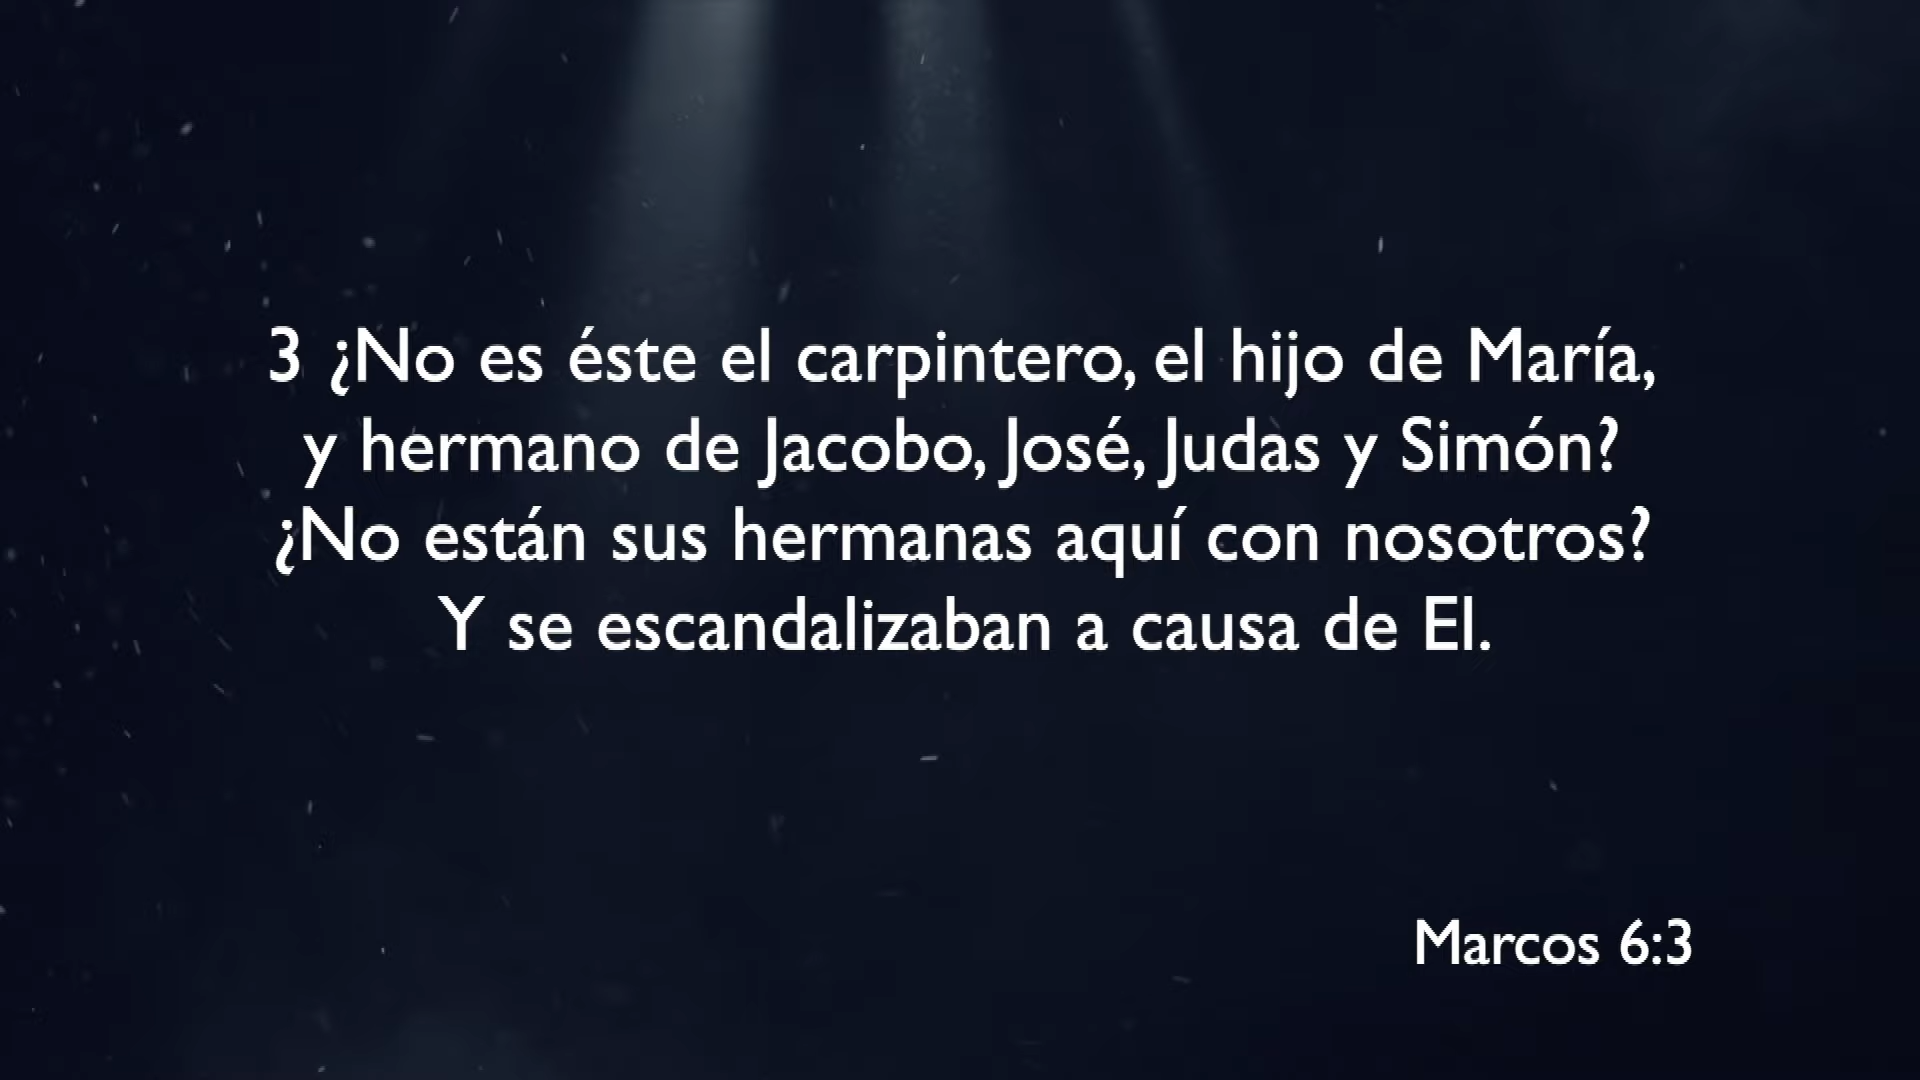 3 ¿No es éste el carpintero, el hijo de María,
y hermano de Jacobo, José, Judas y Simón?
¿No están sus hermanas aquí con nosotros?
Y se escandalizaban a causa de El.
Marcos 6:3